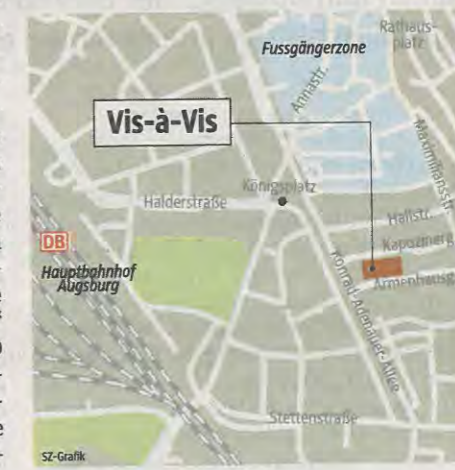 Rathaus-
platz
Fussgängerzone
Annastr.
Maximiliansstr.
Vis-à-Vis
Königsplatz
Halderstraße
Hallstr.
Kapuzinerg.
DB
Hauptbahnhof
Augsburg
Armenhausg.
Konrad-Adenauer-Allee
Stettenstraße
SZ-Grafik